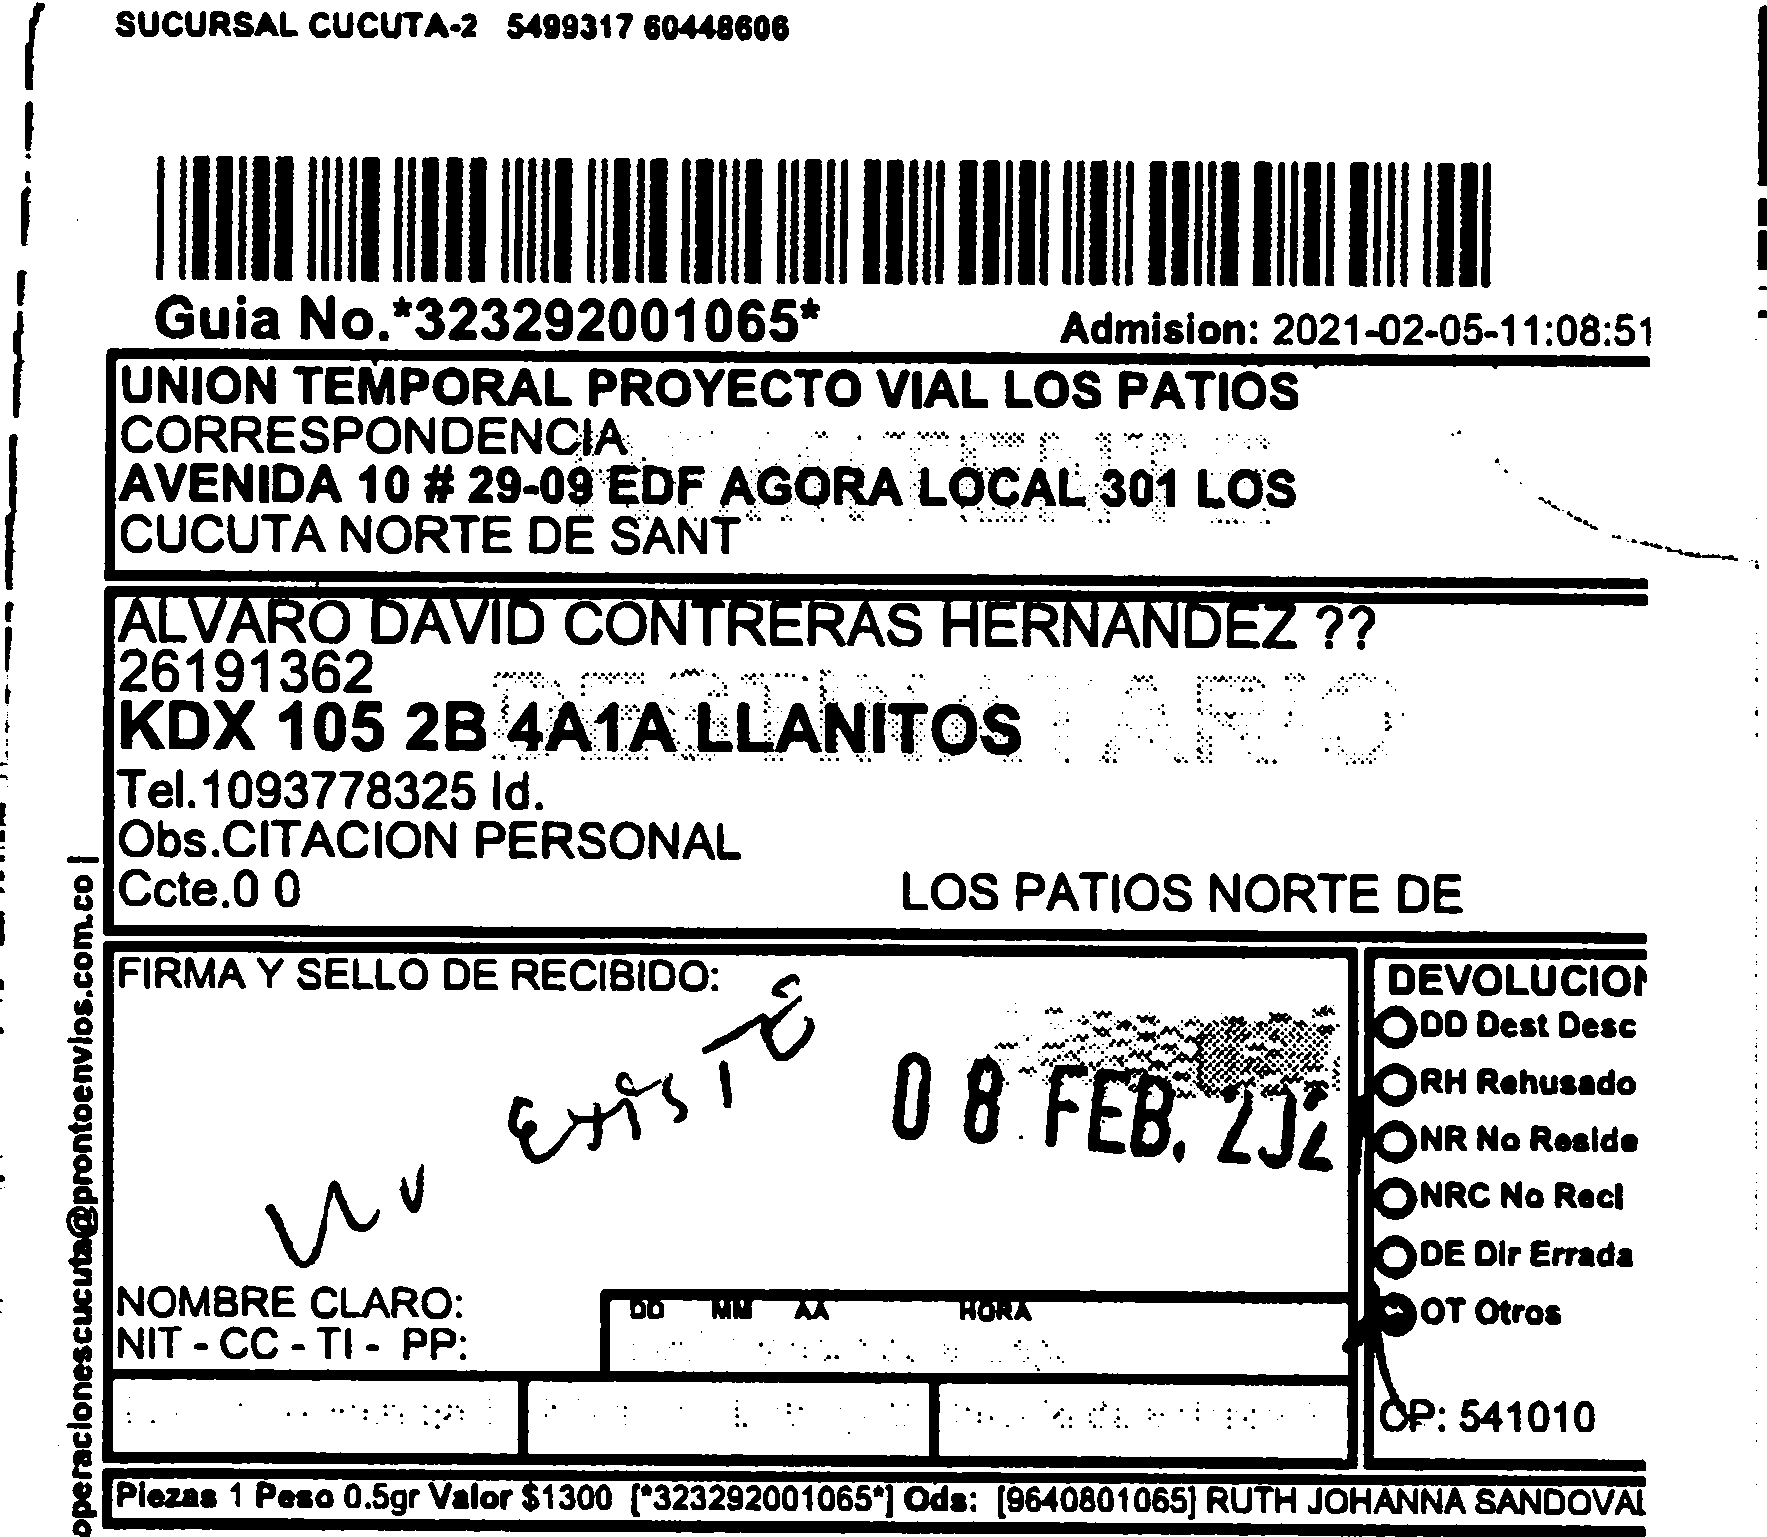 SUCURSAL CUCUTA-2 5499317 60448606
Guia No.*323292001065*
Admision: 2021-02-05-11:08:51
UNION TEMPORAL PROYECTO VIAL LOS PATIOS
CORRESPONDENCIA
AVENIDA 10 # 29-09 EDF AGORA LOCAL 301 LOS
CUCUTA NORTE DE SANT
ALVARO DAVID CONTRERAS HERNANDEZ ??
26191362
DESTINATARIO
KDX 105 2B 4A1A LLANITOS
Tel.1093778325 Id.
Obs.CITACION PERSONAL
Ccte.0 0
LOS PATIOS NORTE DE
operacionescucuta@prontoenvios.com.co |
FIRMA Y SELLO DE RECIBIDO:
No EXISTE
08 FEB.
NOMBRE CLARO:
NIT - CC - TI - PP:
DD MM AA HORA
DEVOLUCION
DD Dest Desc
RH Rehusado
NR No Reside
NRC No Recl
DE Dir Errada
OT Otros
CP: 541010
Piezas 1 Peso 0.5gr Valor $1300 [*323292001065*] Ods: [9640801065] RUTH JOHANNA SANDOVAL